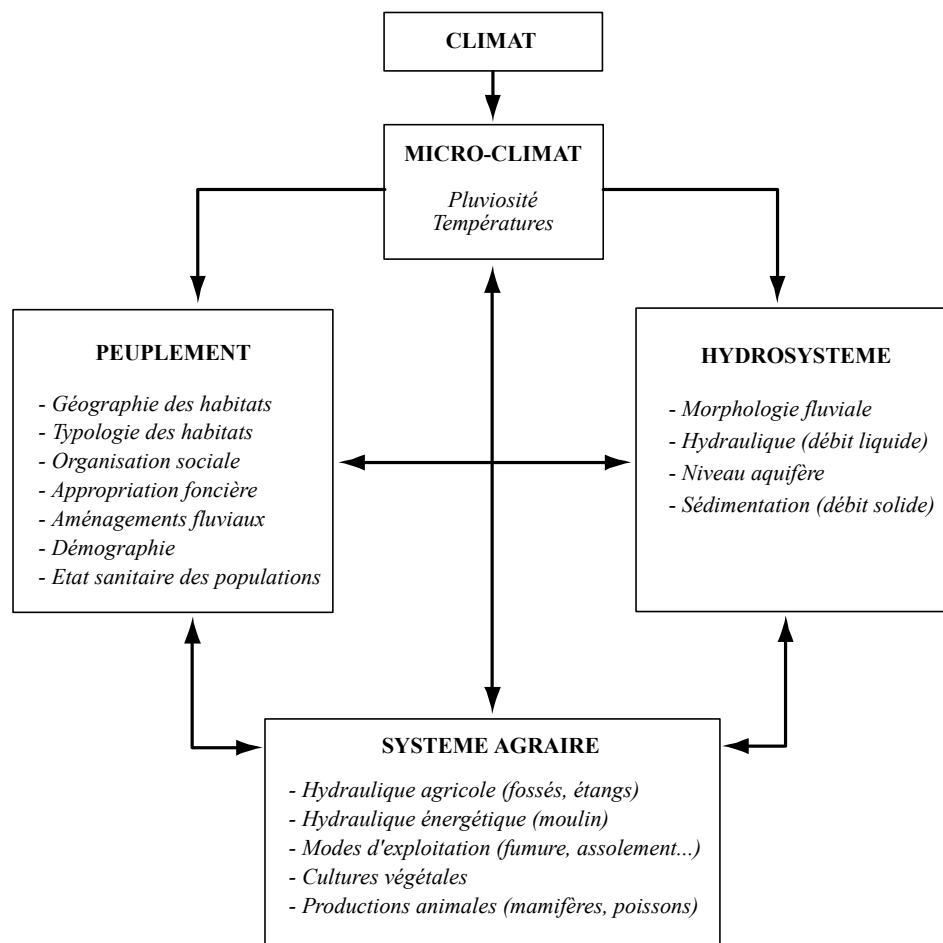 CLIMAT
MICRO-CLIMAT
Pluviosité
Températures
PEUPLEMENT
- Géographie des habitats
- Typologie des habitats
- Organisation sociale
- Appropriation foncière
- Aménagements fluviaux
- Démographie
- Etat sanitaire des populations
HYDROSYSTEME
- Morphologie fluviale
- Hydraulique (débit liquide)
- Niveau aquifère
- Sédimentation (débit solide)
SYSTEME AGRAIRE
- Hydraulique agricole (fossés, étangs)
- Hydraulique énergétique (moulin)
- Modes d'exploitation (fumure, assolement...)
- Cultures végétales
- Productions animales (mamifères, poissons)